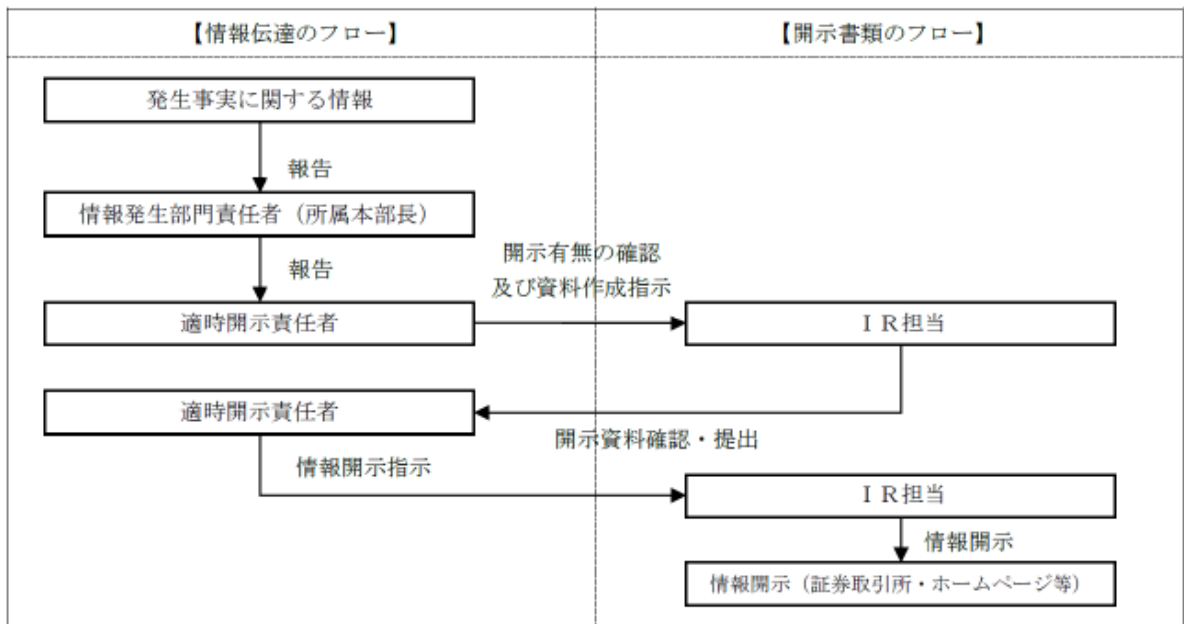 【情報伝達のフロー】
【開示書類のフロー】
発生事実に関する情報
報告
情報発生部門責任者（所属本部長）
報告
開示有無の確認
及び資料作成指示
適時開示責任者
ＩＲ担当
適時開示責任者
開示資料確認・提出
情報開示指示
ＩＲ担当
情報開示
情報開示（証券取引所・ホームページ等）